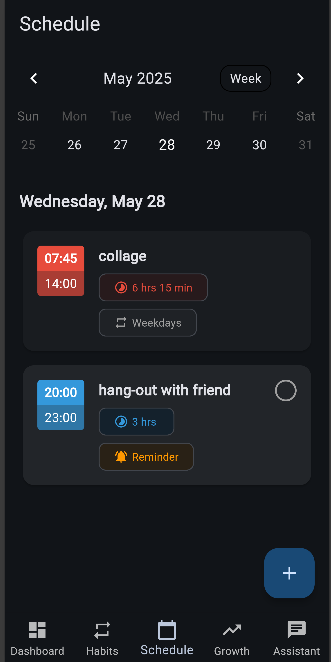 Schedule
May 2025
Week
Sun Mon Tue Wed Thu Fri Sat
25 26 27 28 29 30 31
Wednesday, May 28
07:45 collage
14:00
6 hrs 15 min
Weekdays
20:00 hang-out with friend
23:00
3 hrs
Reminder
Dashboard Habits Schedule Growth Assistant